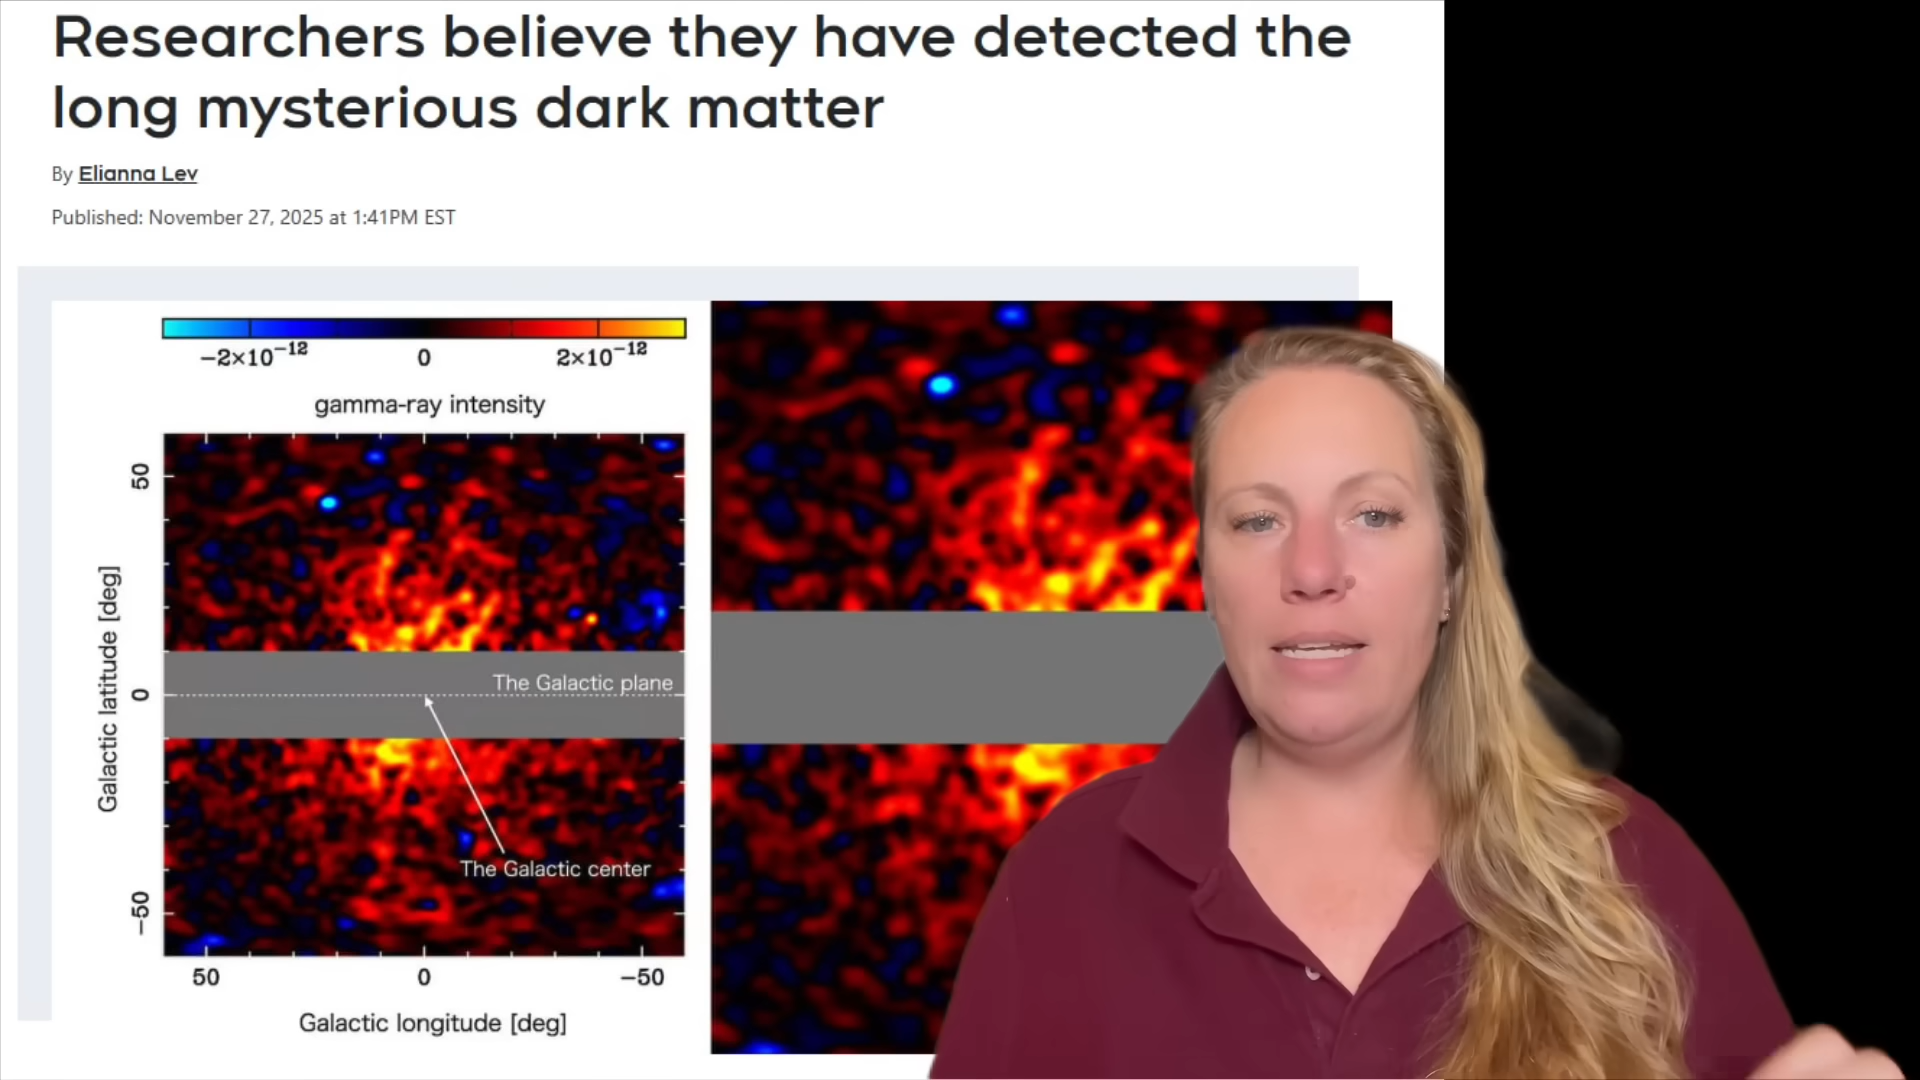 Researchers believe they have detected the
long mysterious dark matter
By Elianna Lev
Published: November 27, 2025 at 1:41PM EST
−2×10⁻¹² 0 2×10⁻¹²
gamma-ray intensity
50
Galactic latitude [deg]
The Galactic plane
0
The Galactic center
−50
50 0 −50
Galactic longitude [deg]